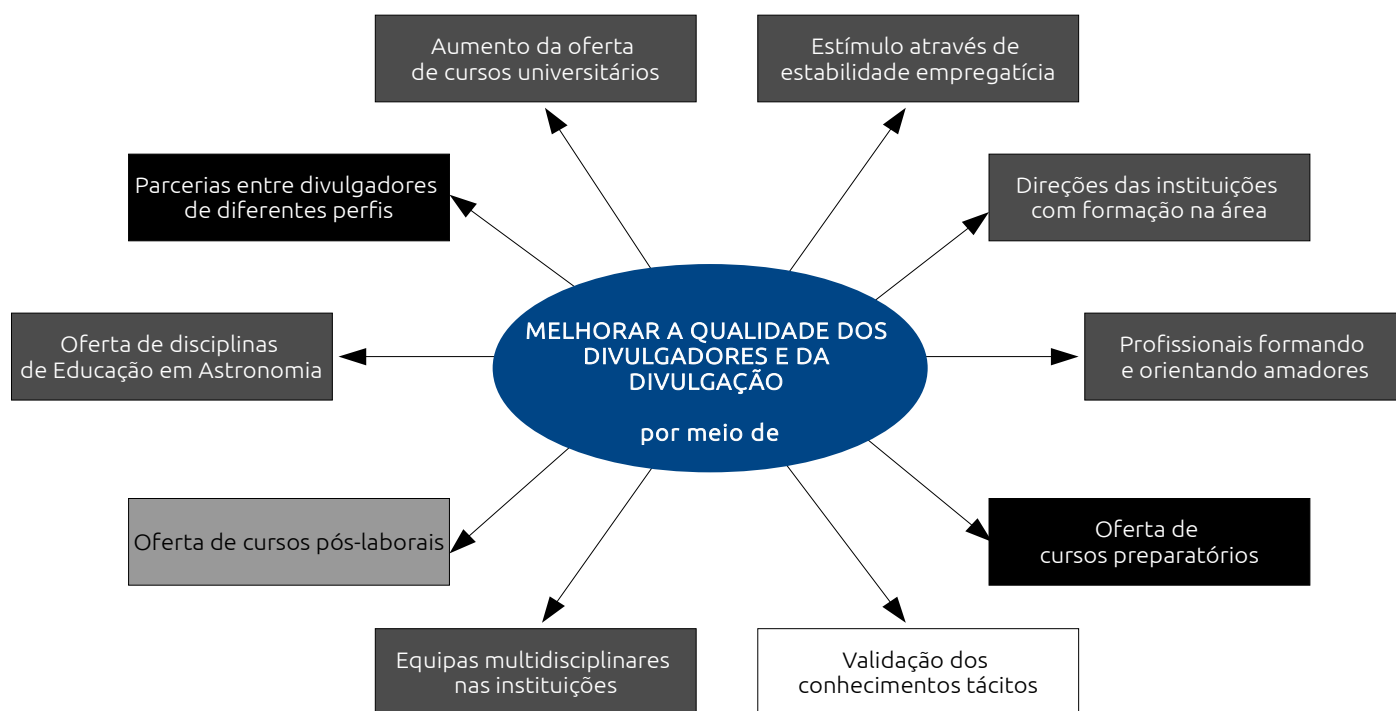 Aumento da oferta
de cursos universitários
Estímulo através de
estabilidade empregatícia
Parcerias entre divulgadores
de diferentes perfis
Direções das instituições
com formação na área
Oferta de disciplinas
de Educação em Astronomia
MELHORAR A QUALIDADE DOS
DIVULGADORES E DA
DIVULGAÇÃO
por meio de
Profissionais formando
e orientando amadores
Oferta de cursos pós-laborais
Oferta de
cursos preparatórios
Equipas multidisciplinares
nas instituições
Validação dos
conhecimentos tácitos